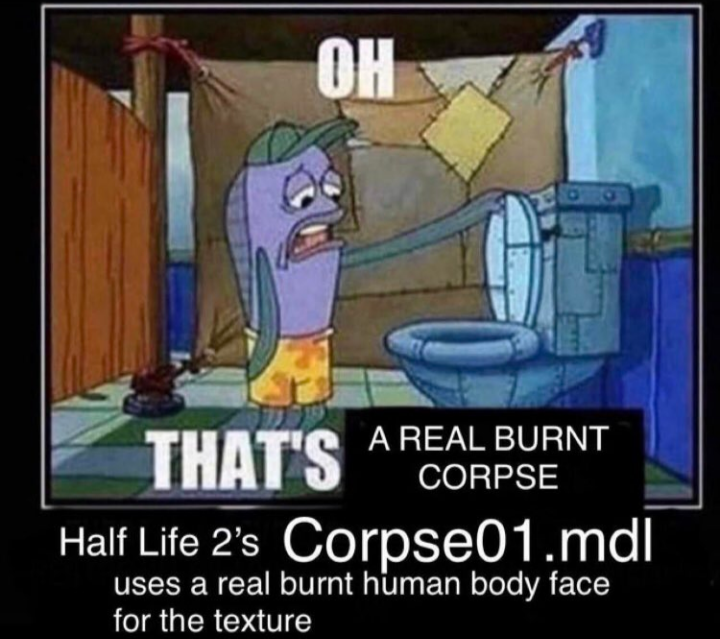 OH
THAT'S
A REAL BURNT
CORPSE
Half Life 2's Corpse01.mdl
uses a real burnt human body face
for the texture